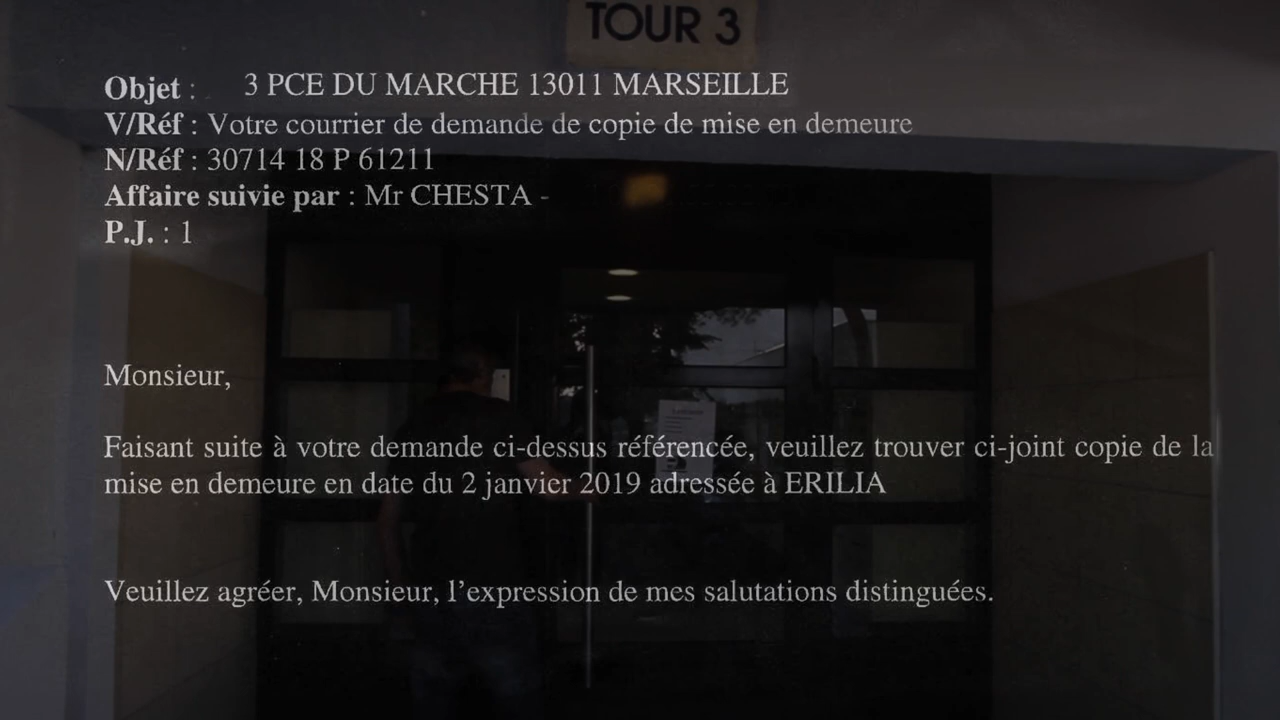 TOUR 3
Objet : 3 PCE DU MARCHE 13011 MARSEILLE
V/Réf : Votre courrier de demande de copie de mise en demeure
N/Réf : 30714 18 P 61211
Affaire suivie par : Mr CHESTA -
P.J. : 1
Monsieur,
Faisant suite à votre demande ci-dessus référencée, veuillez trouver ci-joint copie de la
mise en demeure en date du 2 janvier 2019 adressée à ERILIA
Veuillez agréer, Monsieur, l'expression de mes salutations distinguées.